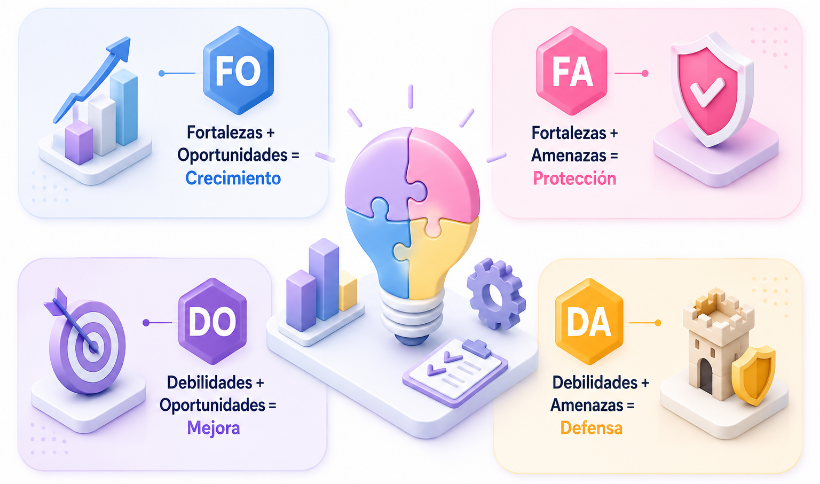 FO
Fortalezas +
Oportunidades =
Crecimiento
FA
Fortalezas +
Amenazas =
Protección
DO
Debilidades +
Oportunidades =
Mejora
DA
Debilidades +
Amenazas =
Defensa